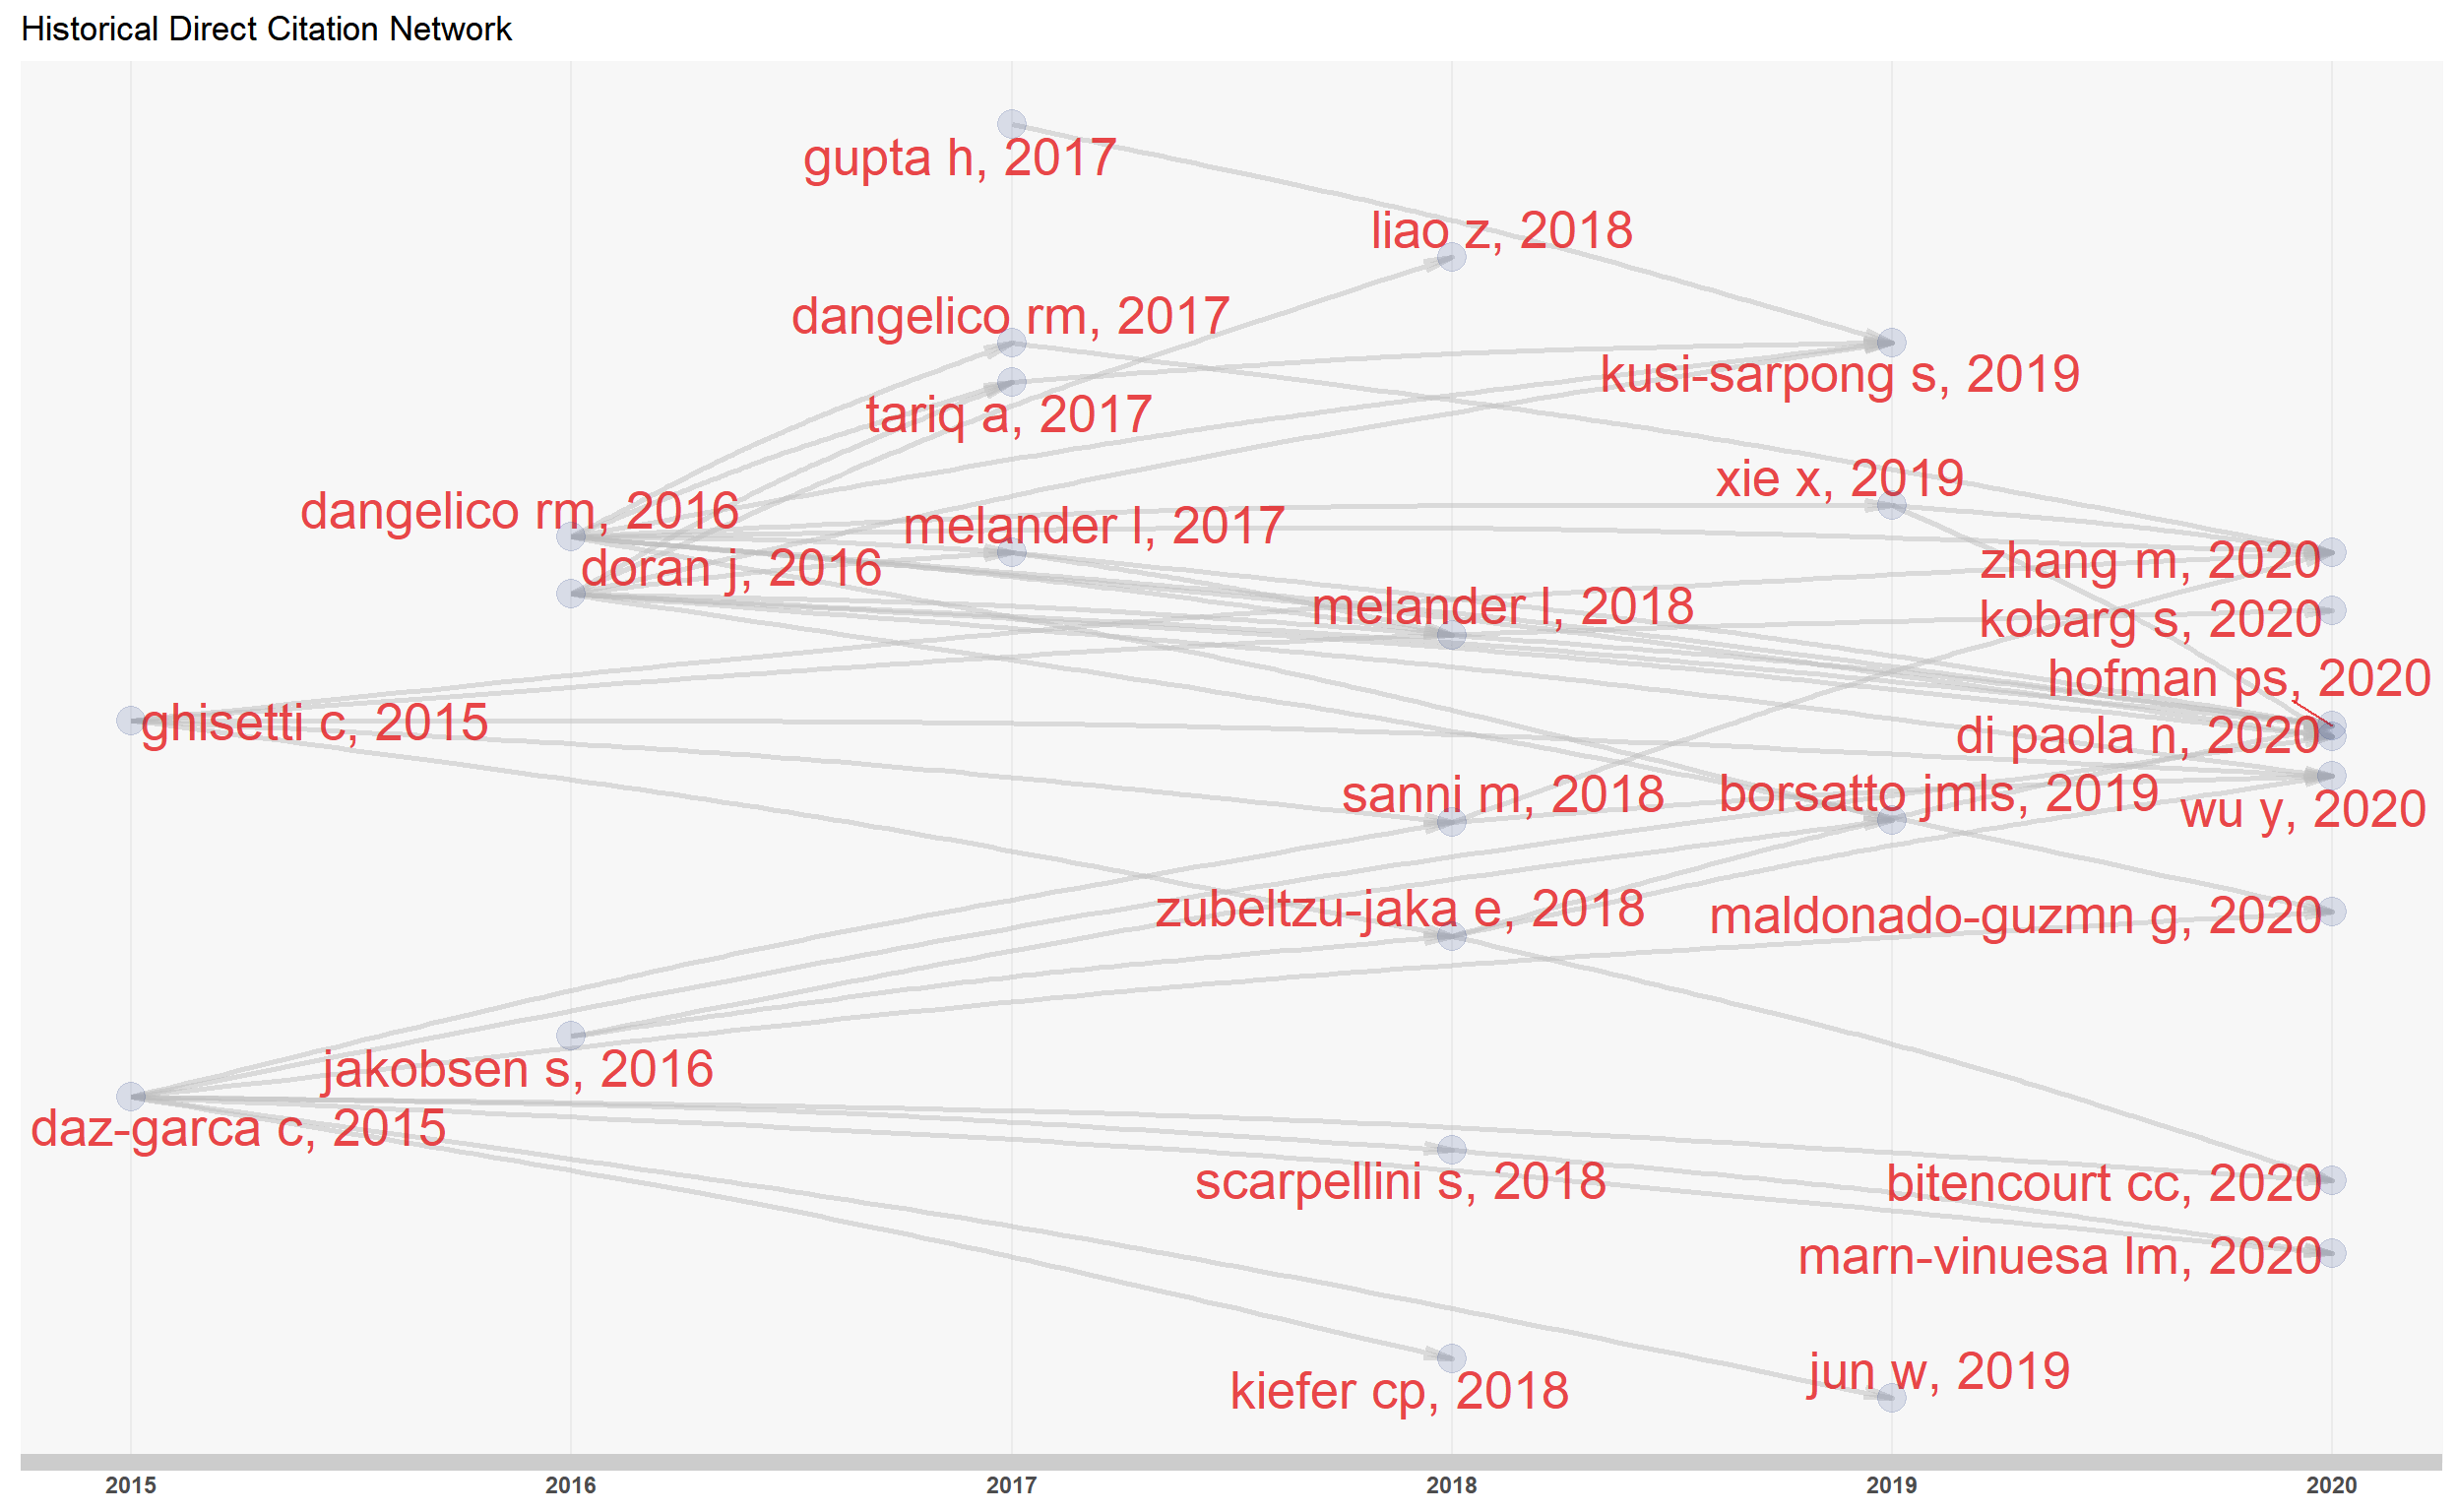 Historical Direct Citation Network
gupta h, 2017
liao z, 2018
dangelico rm, 2017
kusi-sarpong s, 2019
tariq a, 2017
xie x, 2019
dangelico rm, 2016
melander l, 2017
doran j, 2016
zhang m, 2020
melander l, 2018
kobarg s, 2020
hofman ps, 2020
ghisetti c, 2015
di paola n, 2020
sanni m, 2018
borsatto jmls, 2019
wu y, 2020
zubeltzu-jaka e, 2018
maldonado-guzmn g, 2020
jakobsen s, 2016
daz-garca c, 2015
scarpellini s, 2018
bitencourt cc, 2020
marn-vinuesa lm, 2020
jun w, 2019
kiefer cp, 2018
2015 2016 2017 2018 2019 2020